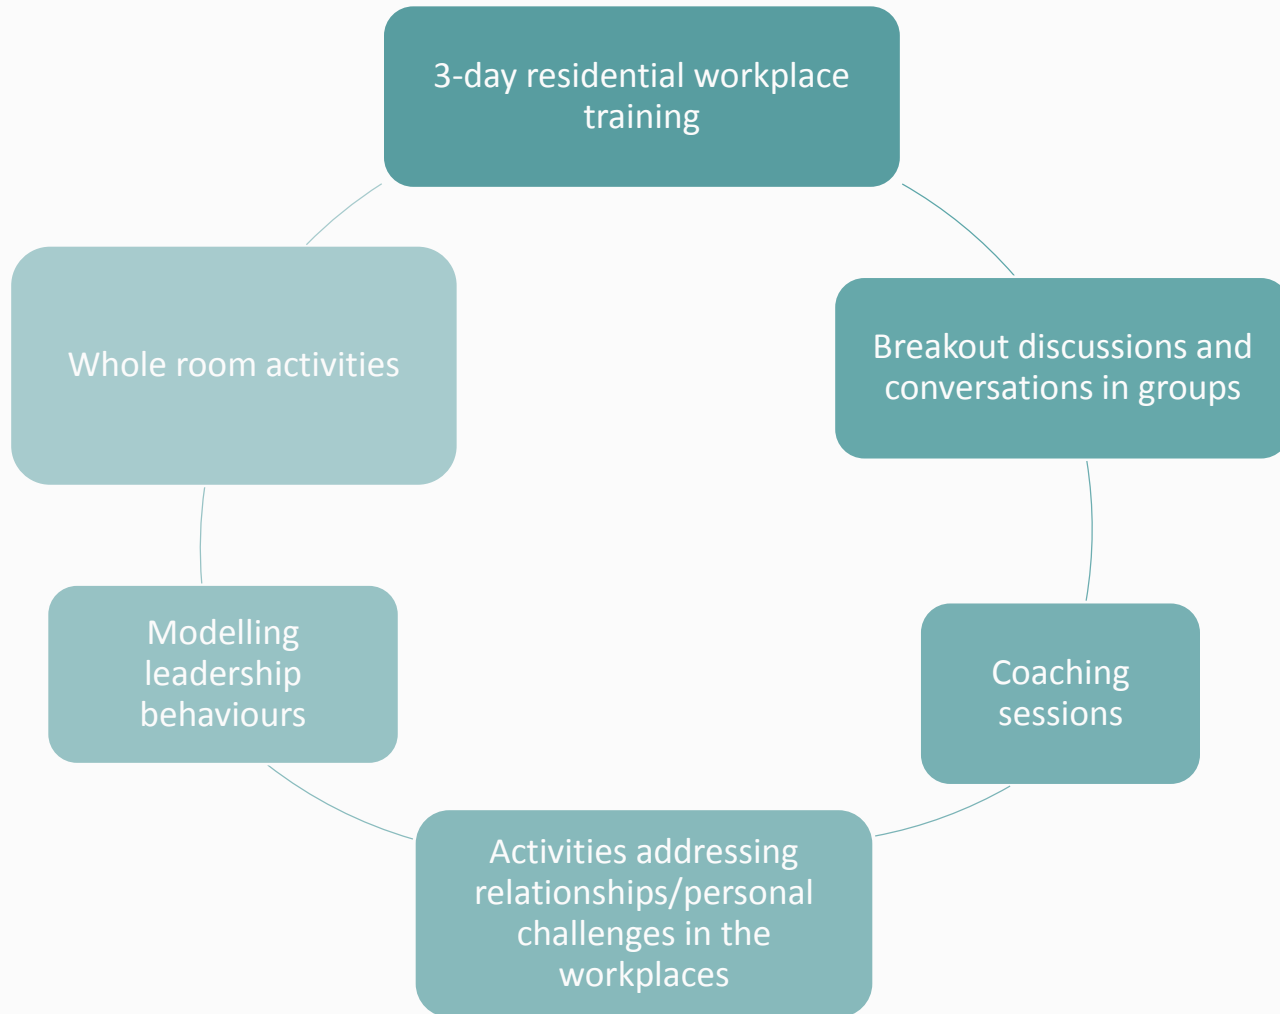 3-day residential workplace
training
Breakout discussions and
conversations in groups
Coaching
sessions
Activities addressing
relationships/personal
challenges in the
workplaces
Modelling
leadership
behaviours
Whole room activities